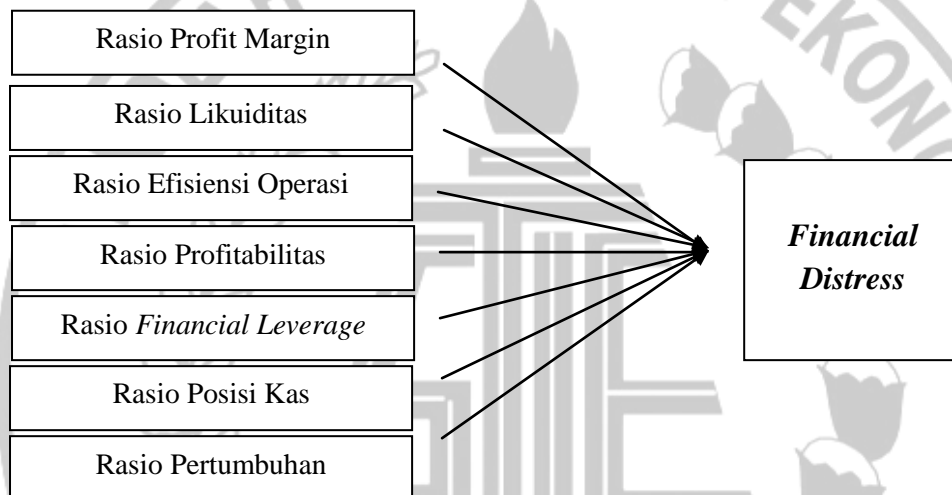 Rasio Profit Margin
Rasio Likuiditas
Rasio Efisiensi Operasi
Rasio Profitabilitas
Rasio Financial Leverage
Rasio Posisi Kas
Rasio Pertumbuhan
Financial
Distress